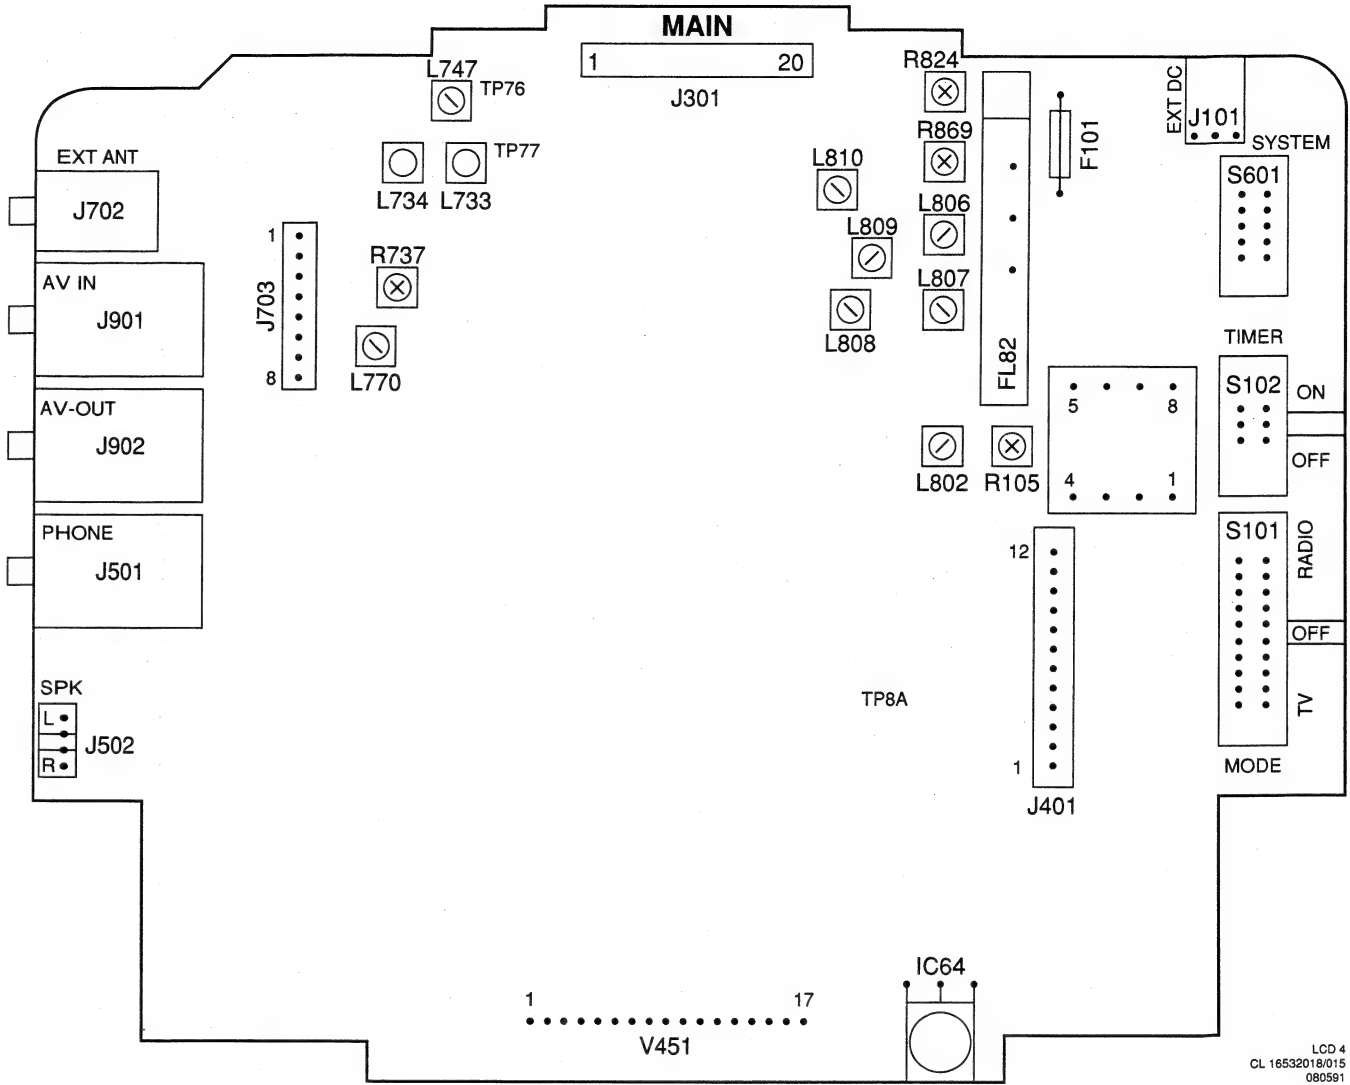 MAIN
1 20
J301
L747
TP76
L734
L733
TP77
EXT ANT
J702
AV IN
J901
AV-OUT
J902
PHONE
J501
SPK
L
R
J502
1
J703
8
R737
L770
R824
R869
L810
L806
L809
L807
L808
L802
R105
FL82
F101
EXT DC
J101
SYSTEM
S601
TIMER
S102
ON
OFF
5 8
4 1
S101
RADIO
OFF
TV
MODE
12
1
J401
TP8A
IC64
1 17
V451
LCD 4
CL 16532018/015
080591